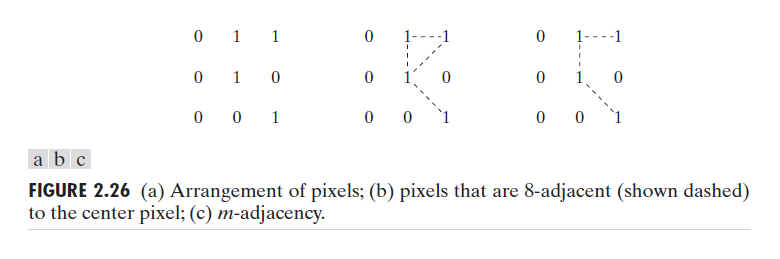 0 1 1 0 1 1 0 1 1
0 1 0 0 1 0 0 1 0
0 0 1 0 0 1 0 0 1
a b c
FIGURE 2.26 (a) Arrangement of pixels; (b) pixels that are 8-adjacent (shown dashed)
to the center pixel; (c) m-adjacency.